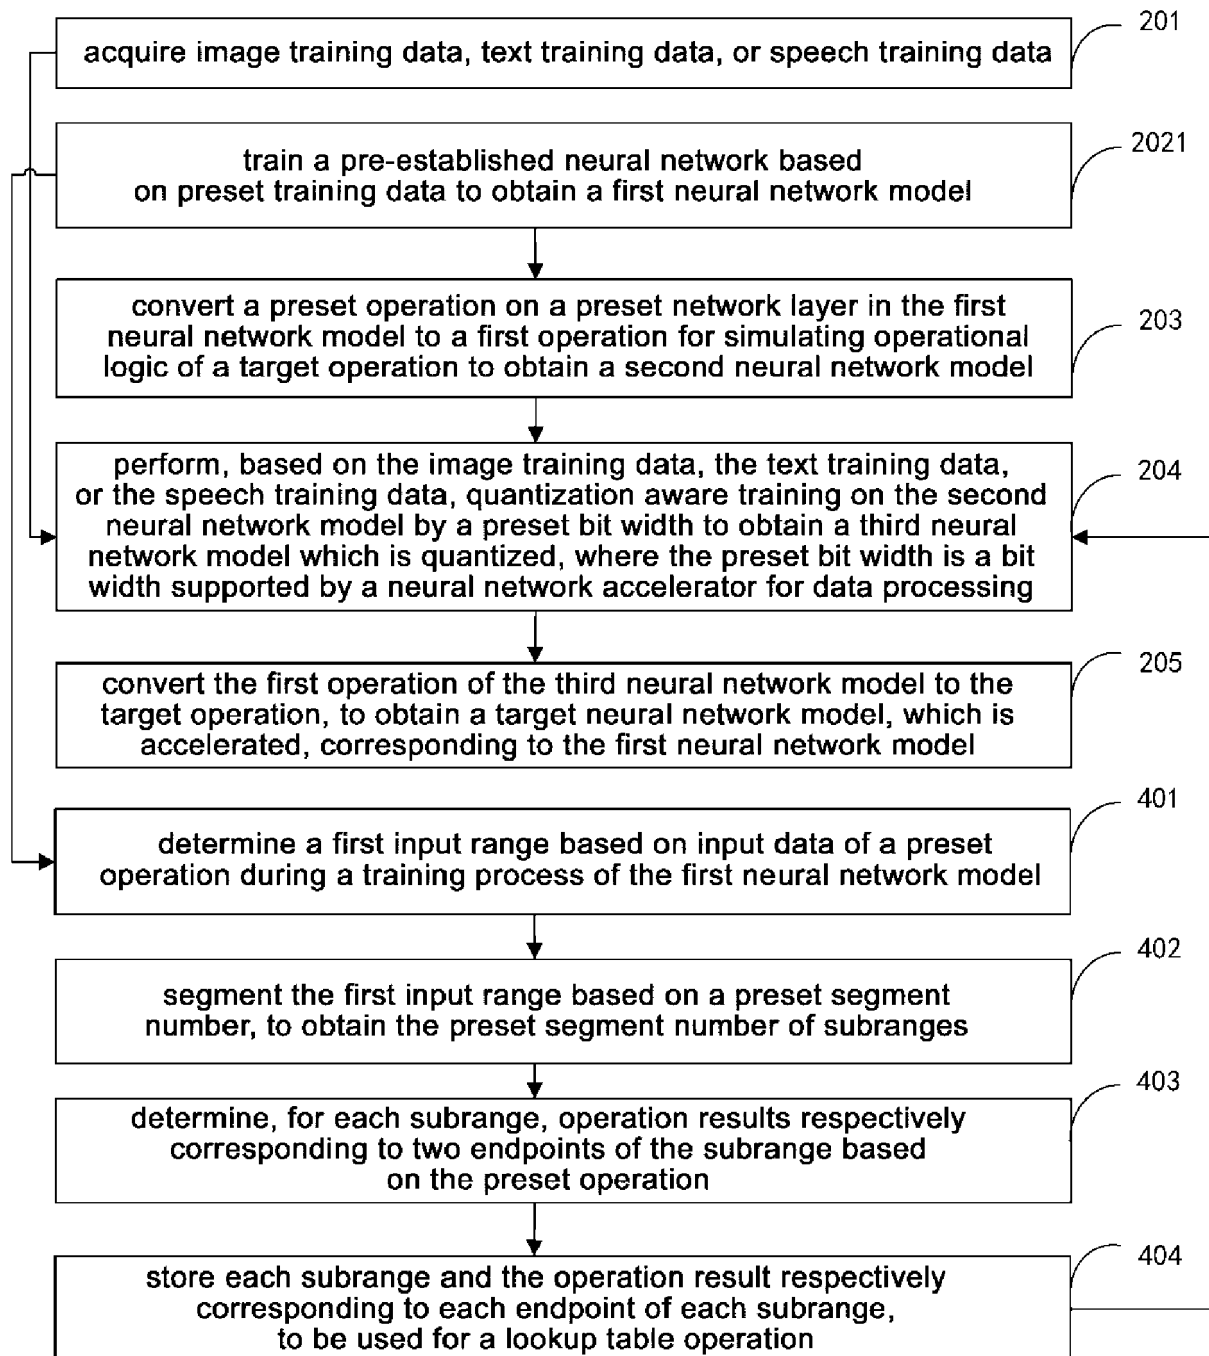 201
acquire image training data, text training data, or speech training data
2021
train a pre-established neural network based
on preset training data to obtain a first neural network model
203
convert a preset operation on a preset network layer in the first
neural network model to a first operation for simulating operational
logic of a target operation to obtain a second neural network model
204
perform, based on the image training data, the text training data,
or the speech training data, quantization aware training on the second
neural network model by a preset bit width to obtain a third neural
network model which is quantized, where the preset bit width is a bit
width supported by a neural network accelerator for data processing
205
convert the first operation of the third neural network model to the
target operation, to obtain a target neural network model, which is
accelerated, corresponding to the first neural network model
401
determine a first input range based on input data of a preset
operation during a training process of the first neural network model
402
segment the first input range based on a preset segment
number, to obtain the preset segment number of subranges
403
determine, for each subrange, operation results respectively
corresponding to two endpoints of the subrange based
on the preset operation
404
store each subrange and the operation result respectively
corresponding to each endpoint of each subrange,
to be used for a lookup table operation